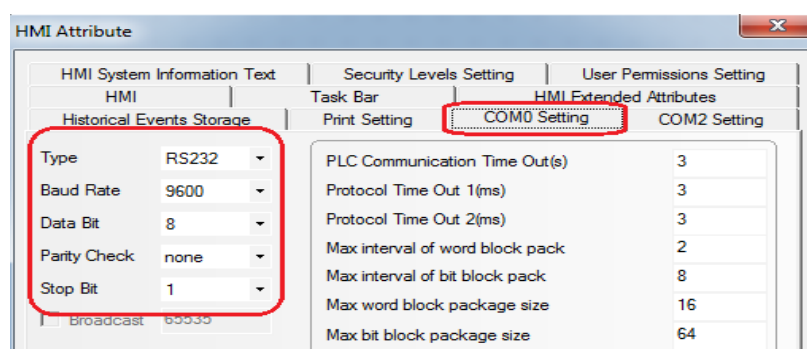 HMI Attribute
HMI System Information Text Security Levels Setting User Permissions Setting
HMI Task Bar HMI Extended Attributes
Historical Events Storage Print Setting COM0 Setting COM2 Setting
Type RS232 PLC Communication Time Out(s) 3
Baud Rate 9600 Protocol Time Out 1(ms) 3
Data Bit 8 Protocol Time Out 2(ms) 3
Parity Check none Max interval of word block pack 2
Stop Bit 1 Max interval of bit block pack 8
Broadcast 65535 Max word block package size 16
Max bit block package size 64